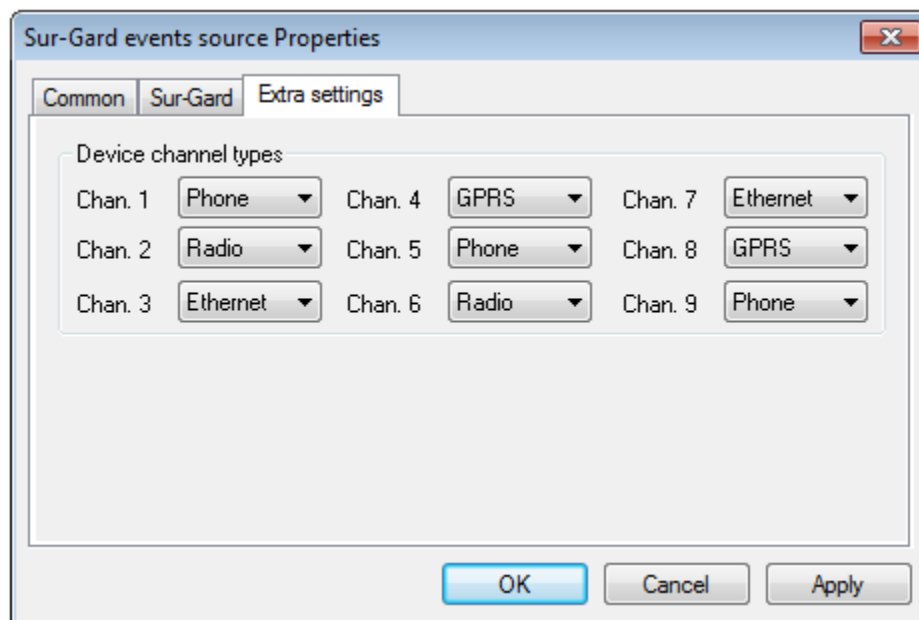 Sur-Gard events source Properties
Common Sur-Gard Extra settings
Device channel types
Chan. 1 Phone Chan. 4 GPRS Chan. 7 Ethernet
Chan. 2 Radio Chan. 5 Phone Chan. 8 GPRS
Chan. 3 Ethernet Chan. 6 Radio Chan. 9 Phone
OK Cancel Apply